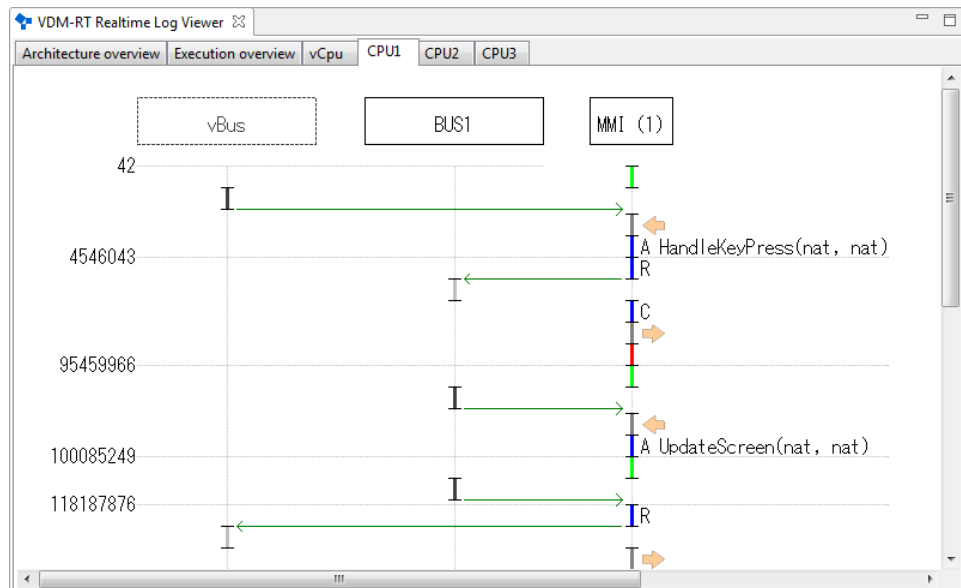 VDM-RT Realtime Log Viewer
Architecture overview Execution overview vCpu CPU1 CPU2 CPU3
vBus BUS1 MMI (1)
42
A HandleKeyPress(nat, nat)
4546043
R
C
95459966
A UpdateScreen(nat, nat)
100085249
118187876
R